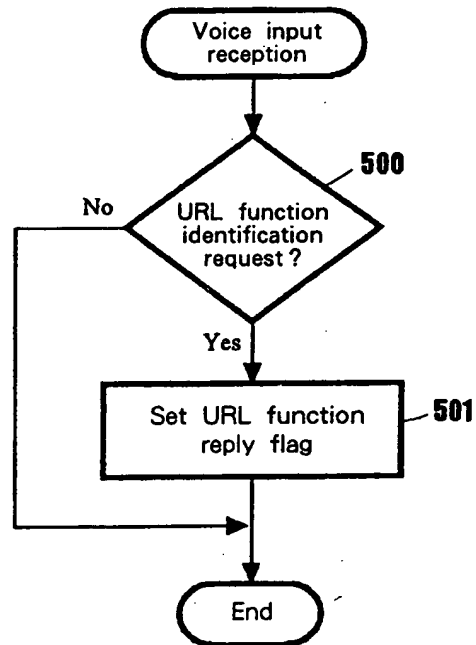 Voice input
reception
500
No
URL function
identification
request?
Yes
Set URL function
reply flag
501
End